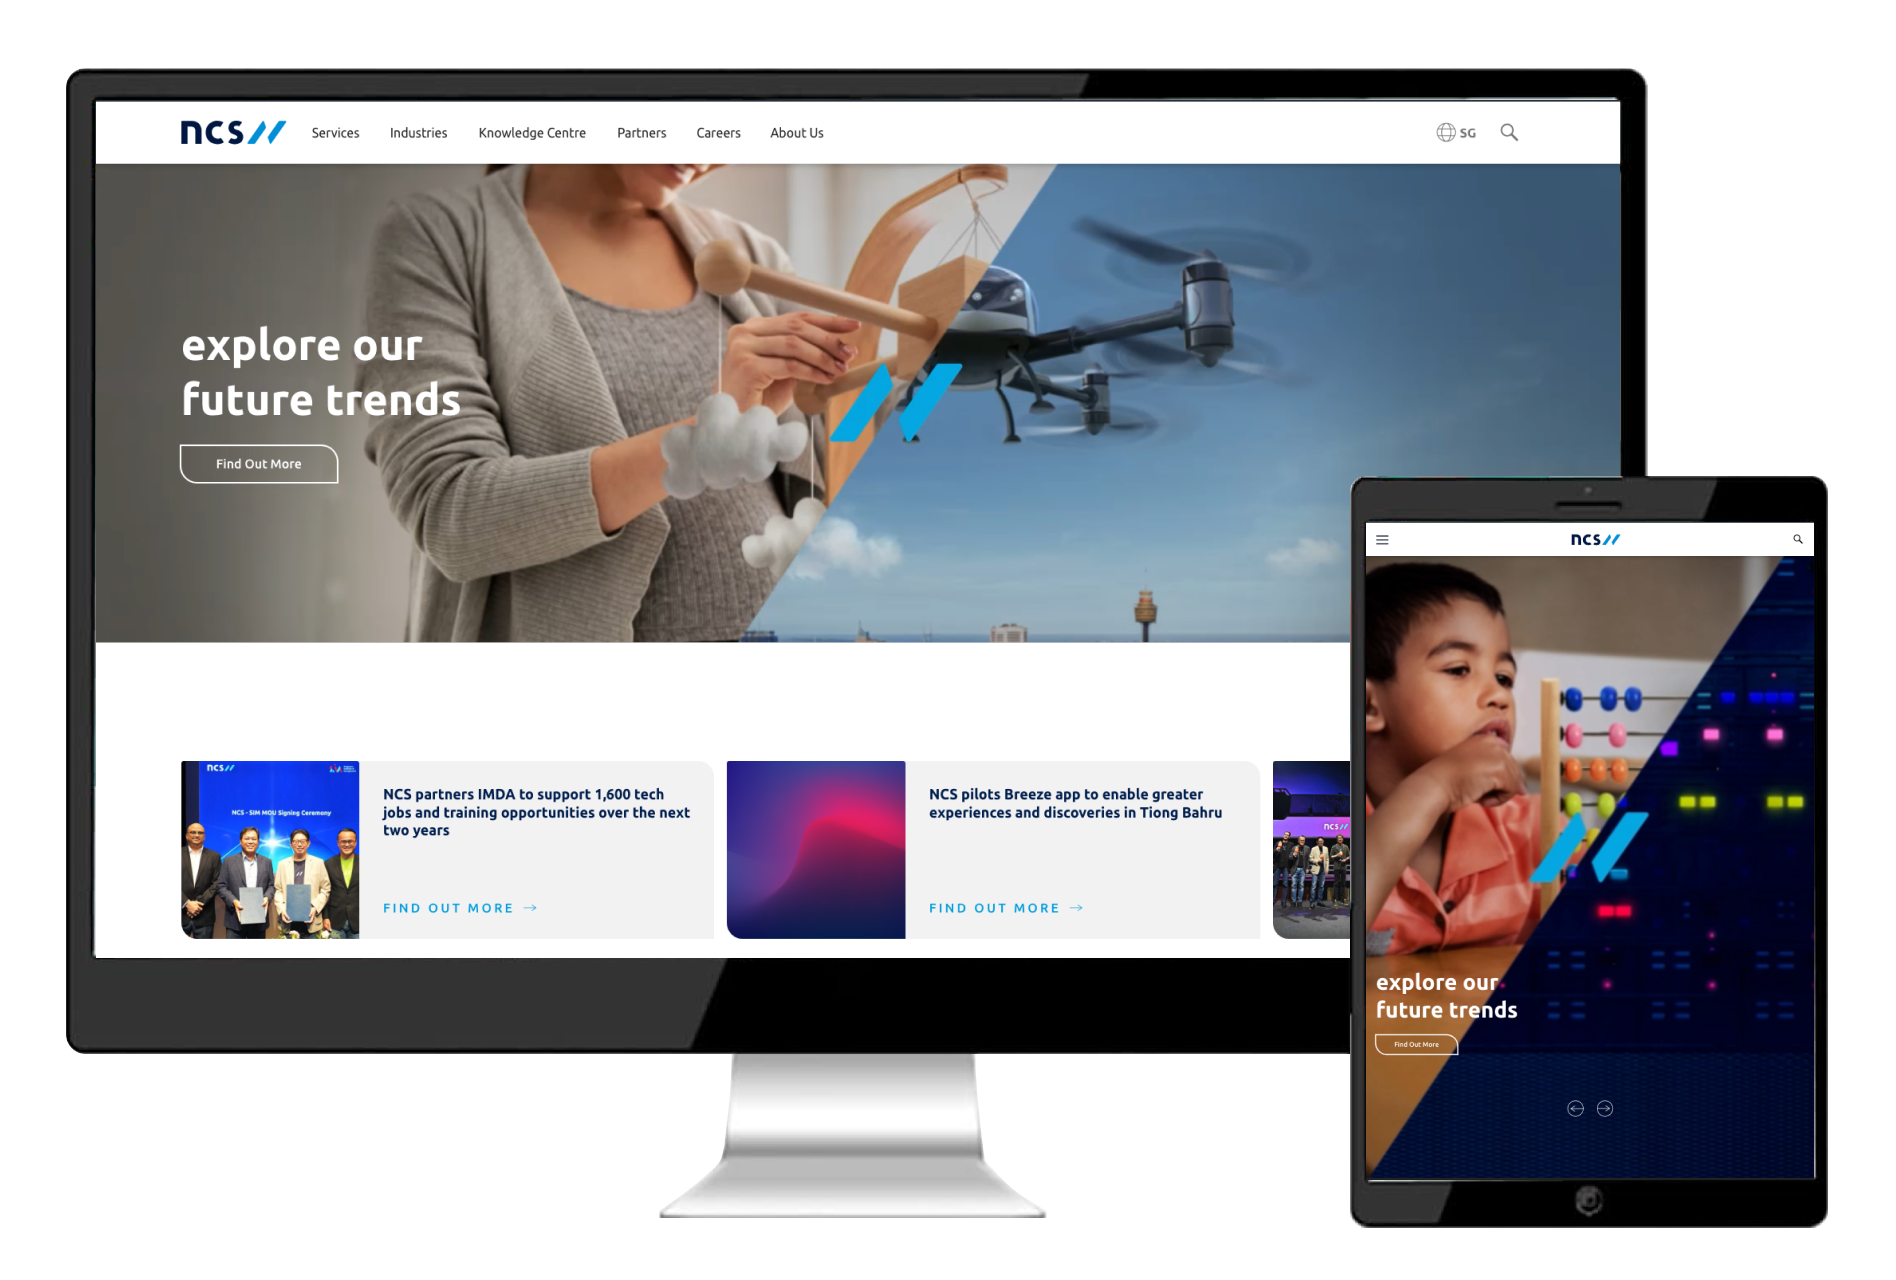 ncs
Services
Industries
Knowledge Centre
Partners
Careers
About Us
SG
explore our
future trends
Find Out More
ncs
NCS - SIM MOU Signing Ceremony
NCS partners IMDA to support 1,600 tech
jobs and training opportunities over the next
two years
FIND OUT MORE →
NCS pilots Breeze app to enable greater
experiences and discoveries in Tiong Bahru
FIND OUT MORE →
ncs
ncs
explore our
future trends
Find Out More